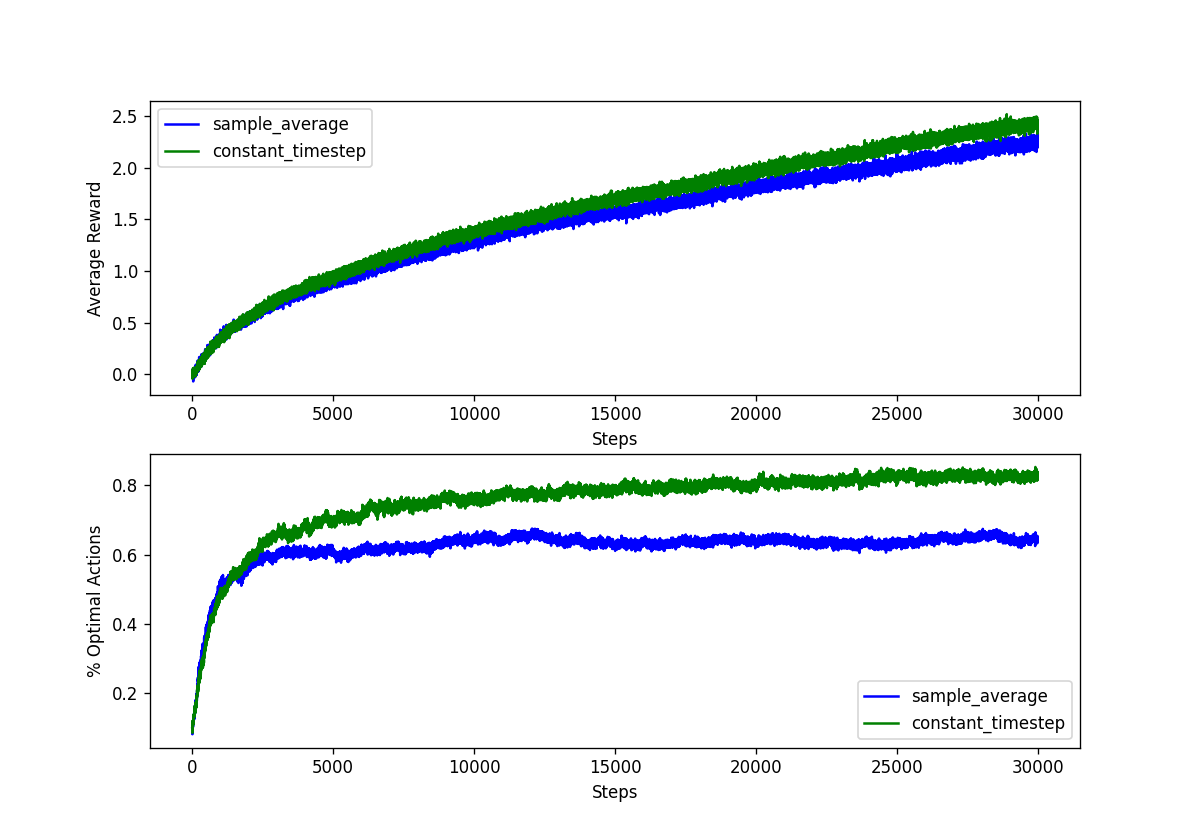 2.5
2.0
1.5
1.0
0.5
0.0
Average Reward
sample_average
constant_timestep
0 5000 10000 15000 20000 25000 30000
Steps
0.8
0.6
0.4
0.2
% Optimal Actions
sample_average
constant_timestep
0 5000 10000 15000 20000 25000 30000
Steps